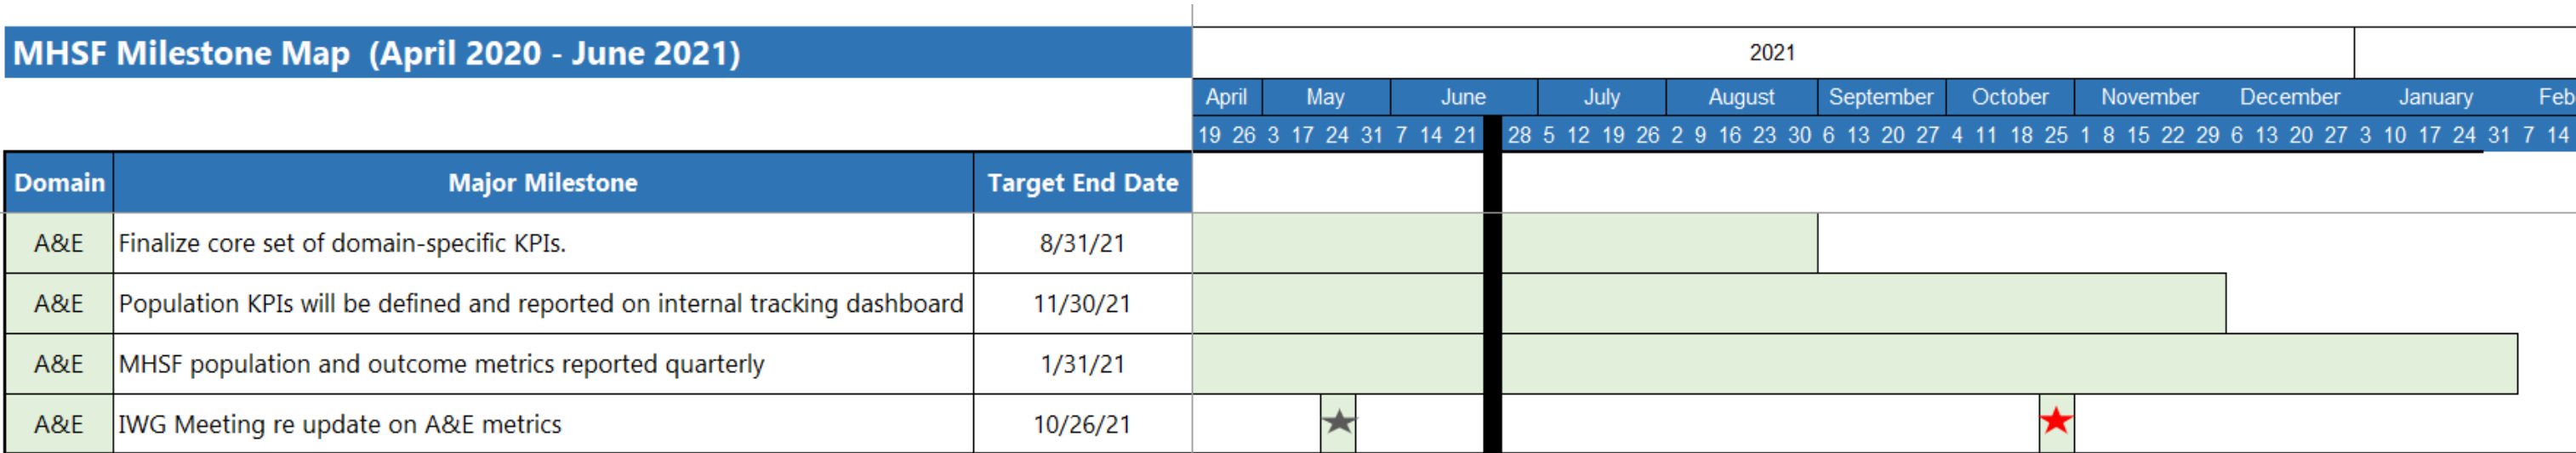 MHSF Milestone Map (April 2020 - June 2021)
2021
April May June July August September October November December January Feb
19 26 3 17 24 31 7 14 21 28 5 12 19 26 2 9 16 23 30 6 13 20 27 4 11 18 25 1 8 15 22 29 6 13 20 27 3 10 17 24 31 7 14
Domain Major Milestone Target End Date
A&E Finalize core set of domain-specific KPIs. 8/31/21
A&E Population KPIs will be defined and reported on internal tracking dashboard 11/30/21
A&E MHSF population and outcome metrics reported quarterly 1/31/21
A&E IWG Meeting re update on A&E metrics 10/26/21